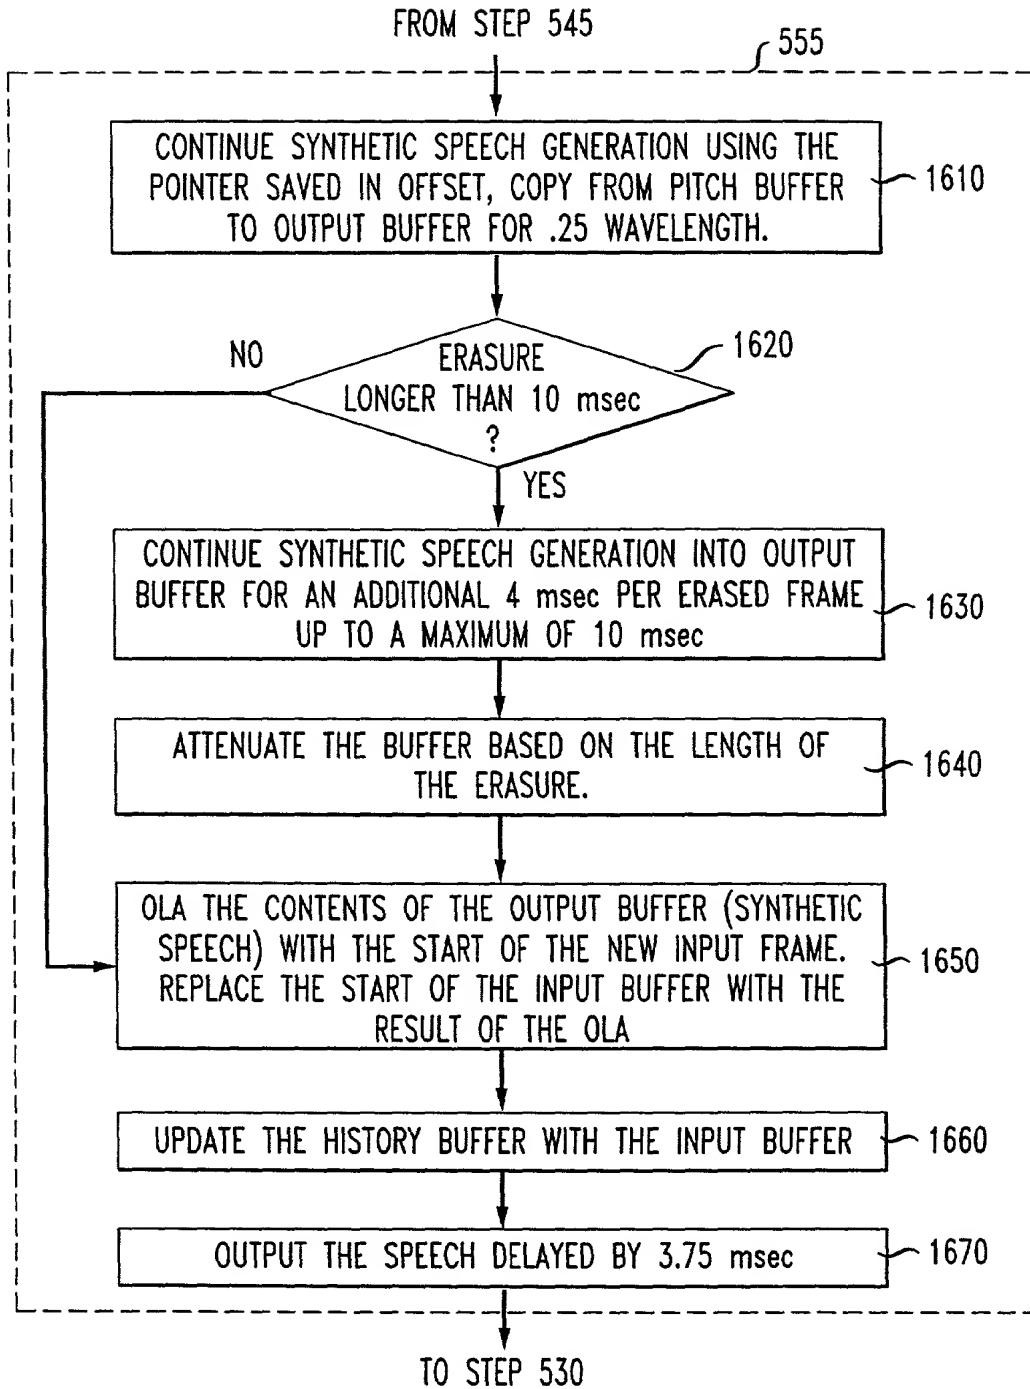 FROM STEP 545
555
CONTINUE SYNTHETIC SPEECH GENERATION USING THE
POINTER SAVED IN OFFSET, COPY FROM PITCH BUFFER
TO OUTPUT BUFFER FOR .25 WAVELENGTH.
1610
NO
ERASURE
LONGER THAN 10 msec
?
1620
YES
CONTINUE SYNTHETIC SPEECH GENERATION INTO OUTPUT
BUFFER FOR AN ADDITIONAL 4 msec PER ERASED FRAME
UP TO A MAXIMUM OF 10 msec
1630
ATTENUATE THE BUFFER BASED ON THE LENGTH OF
THE ERASURE.
1640
OLA THE CONTENTS OF THE OUTPUT BUFFER (SYNTHETIC
SPEECH) WITH THE START OF THE NEW INPUT FRAME.
REPLACE THE START OF THE INPUT BUFFER WITH THE
RESULT OF THE OLA
1650
UPDATE THE HISTORY BUFFER WITH THE INPUT BUFFER
1660
OUTPUT THE SPEECH DELAYED BY 3.75 msec
1670
TO STEP 530